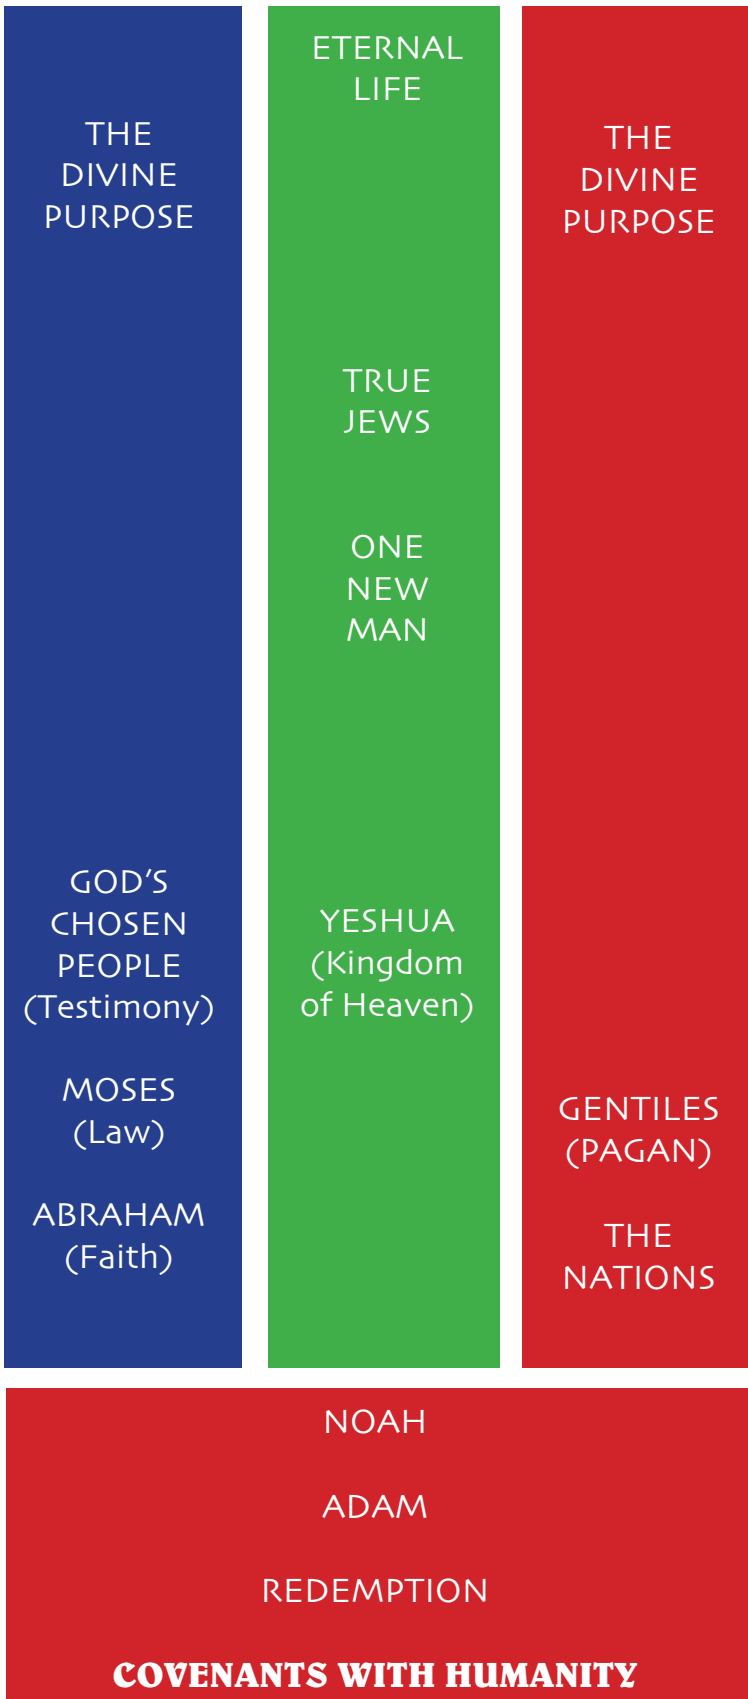 THE
DIVINE
PURPOSE
GOD'S
CHOSEN
PEOPLE
(Testimony)
MOSES
(Law)
ABRAHAM
(Faith)
ETERNAL
LIFE
TRUE
JEWS
ONE
NEW
MAN
YESHUA
(Kingdom
of Heaven)
THE
DIVINE
PURPOSE
GENTILES
(PAGAN)
THE
NATIONS
NOAH
ADAM
REDEMPTION
COVENANTS WITH HUMANITY